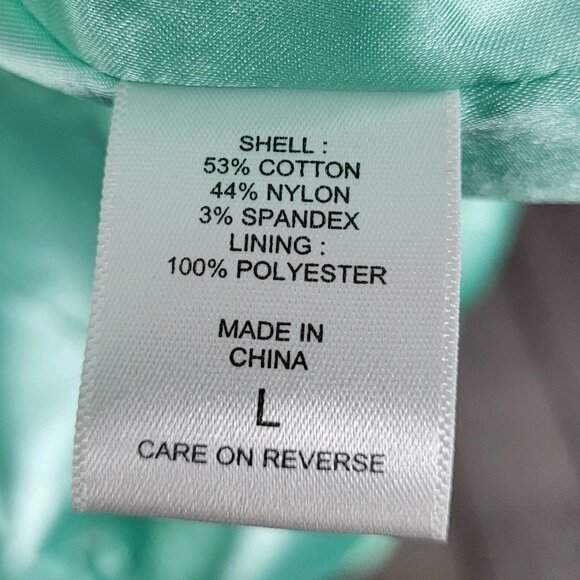 SHELL :
53% COTTON
44% NYLON
3% SPANDEX
LINING :
100% POLYESTER
MADE IN
CHINA
L
CARE ON REVERSE